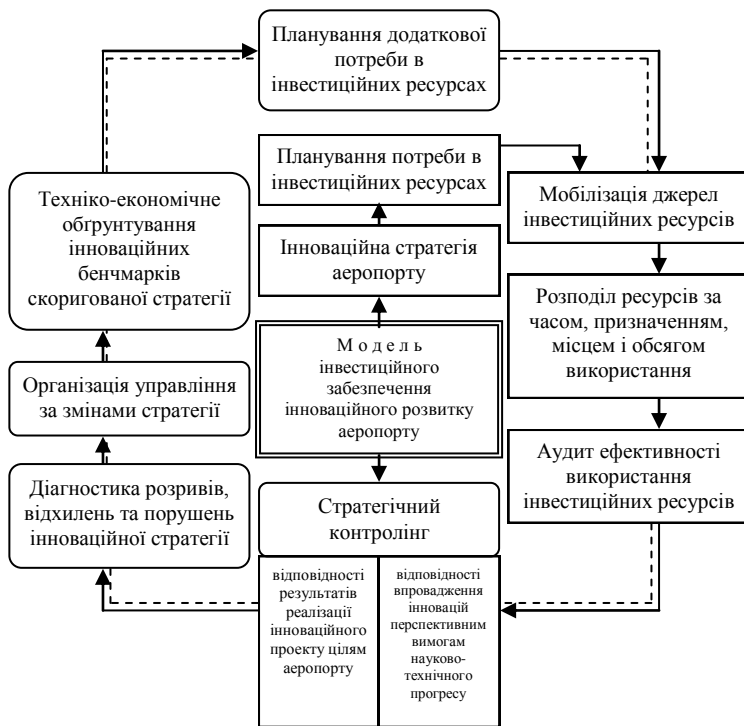 Планування додаткової
потреби в
інвестиційних ресурсах
Планування потреби в
інвестиційних ресурсах
Інноваційна стратегія
аеропорту
М о д е л ь
інвестиційного
забезпечення
інноваційного розвитку
аеропорту
Стратегічний
контролінг
відповідності
результатів
реалізації
інноваційного
проекту цілям
аеропорту
відповідності
впровадження
інновацій
перспективним
вимогам
науково-
технічного
прогресу
Мобілізація джерел
інвестиційних ресурсів
Розподіл ресурсів за
часом, призначенням,
місцем і обсягом
використання
Аудит ефективності
використання
інвестиційних ресурсів
Техніко-економічне
обґрунтування
інноваційних
бенчмарків
скоригованої стратегії
Організація управління
за змінами стратегії
Діагностика розривів,
відхилень та порушень
інноваційної стратегії